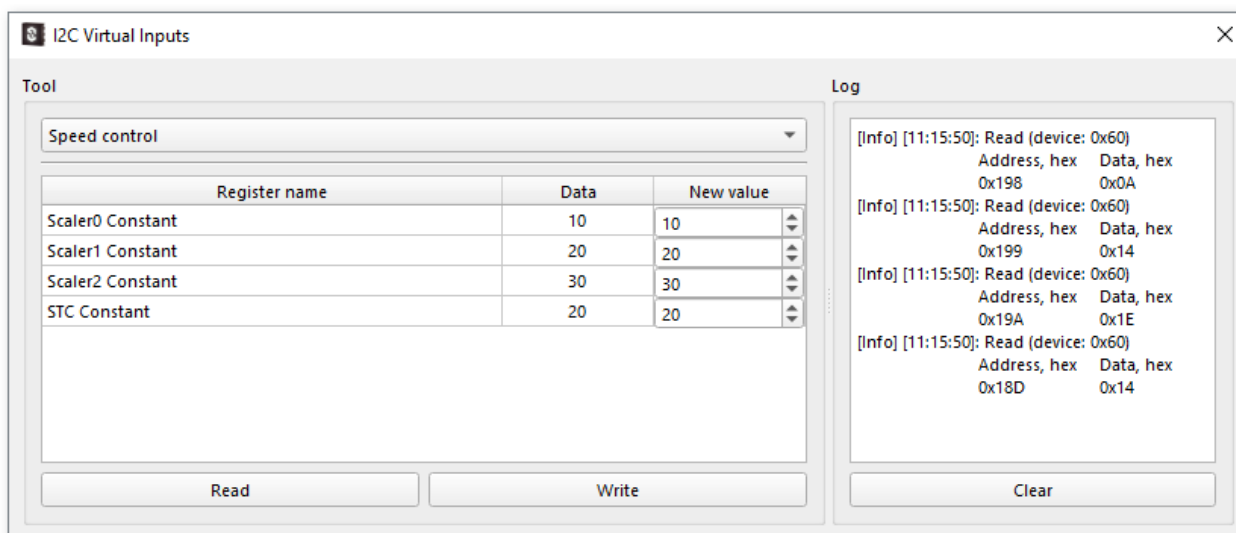 I2C Virtual Inputs
Tool
Speed control
Register name Data New value
Scaler0 Constant 10 10
Scaler1 Constant 20 20
Scaler2 Constant 30 30
STC Constant 20 20
Read Write
Log
[Info] [11:15:50]: Read (device: 0x60)
Address, hex Data, hex
0x198 0x0A
[Info] [11:15:50]: Read (device: 0x60)
Address, hex Data, hex
0x199 0x14
[Info] [11:15:50]: Read (device: 0x60)
Address, hex Data, hex
0x19A 0x1E
[Info] [11:15:50]: Read (device: 0x60)
Address, hex Data, hex
0x18D 0x14
Clear